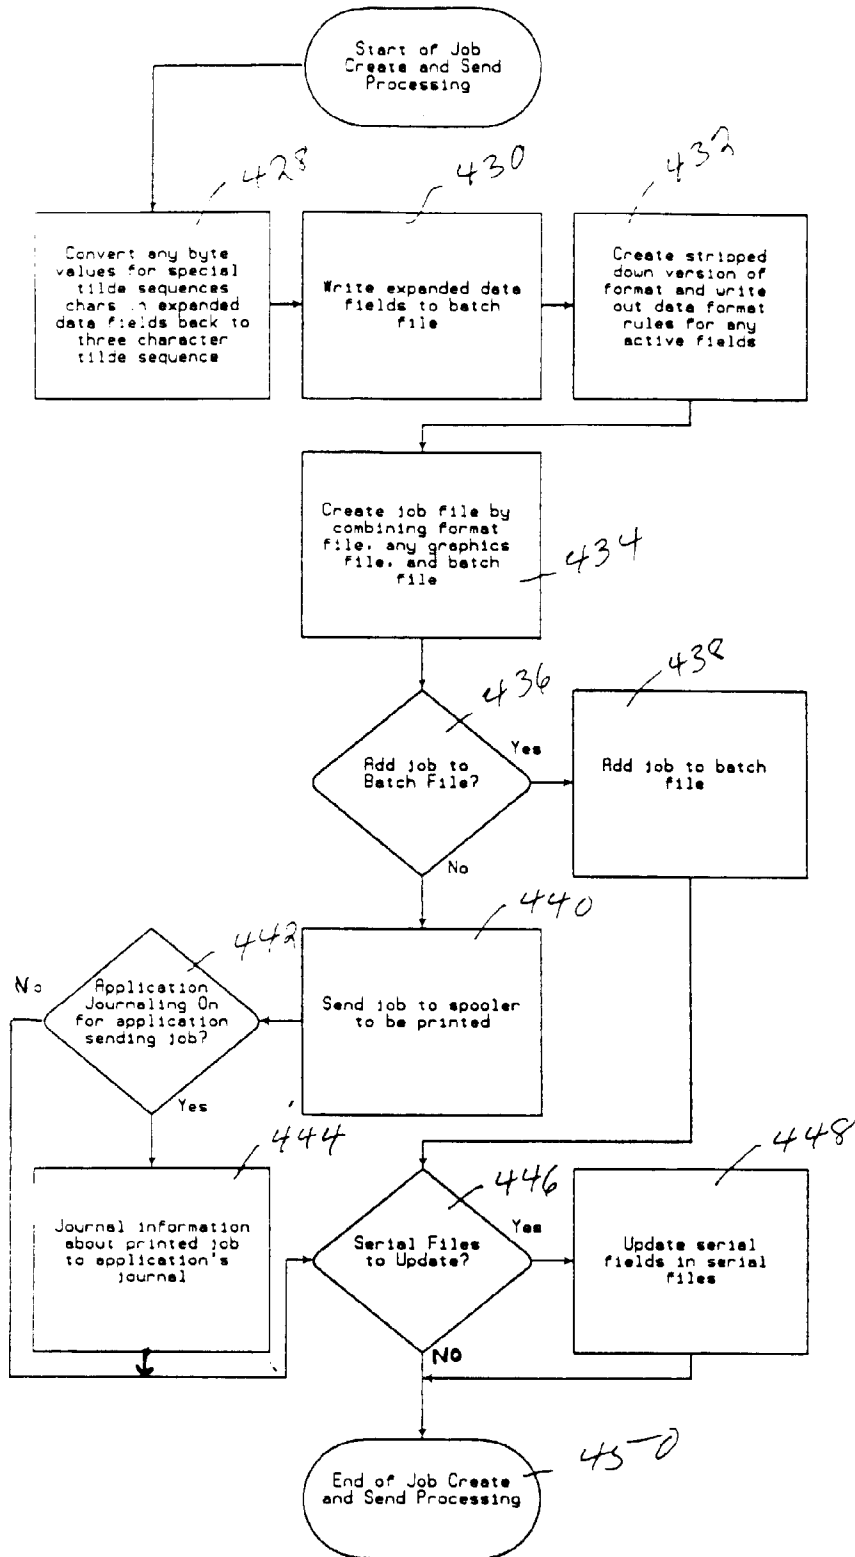 Start of Job
Create and Send
Processing
428
430
432
Convert any byte
values for special
tilde sequences
chars in expanded
data fields back to
three character
tilde sequence
Write expanded data
fields to batch
file
Create stripped
down version of
format and write
out data format
rules for any
active fields
Create job file by
combining format
file, any graphics
file, and batch
file
434
436
438
Add job to
Batch File?
Yes
Add job to batch
file
No
440
442
No
Application
Journaling On
for application
sending job?
Send job to spooler
to be printed
Yes
444
446
448
Journal information
about printed job
to application's
journal
Serial Files
to Update?
Yes
Update serial
fields in serial
files
NO
450
End of Job Create
and Send Processing